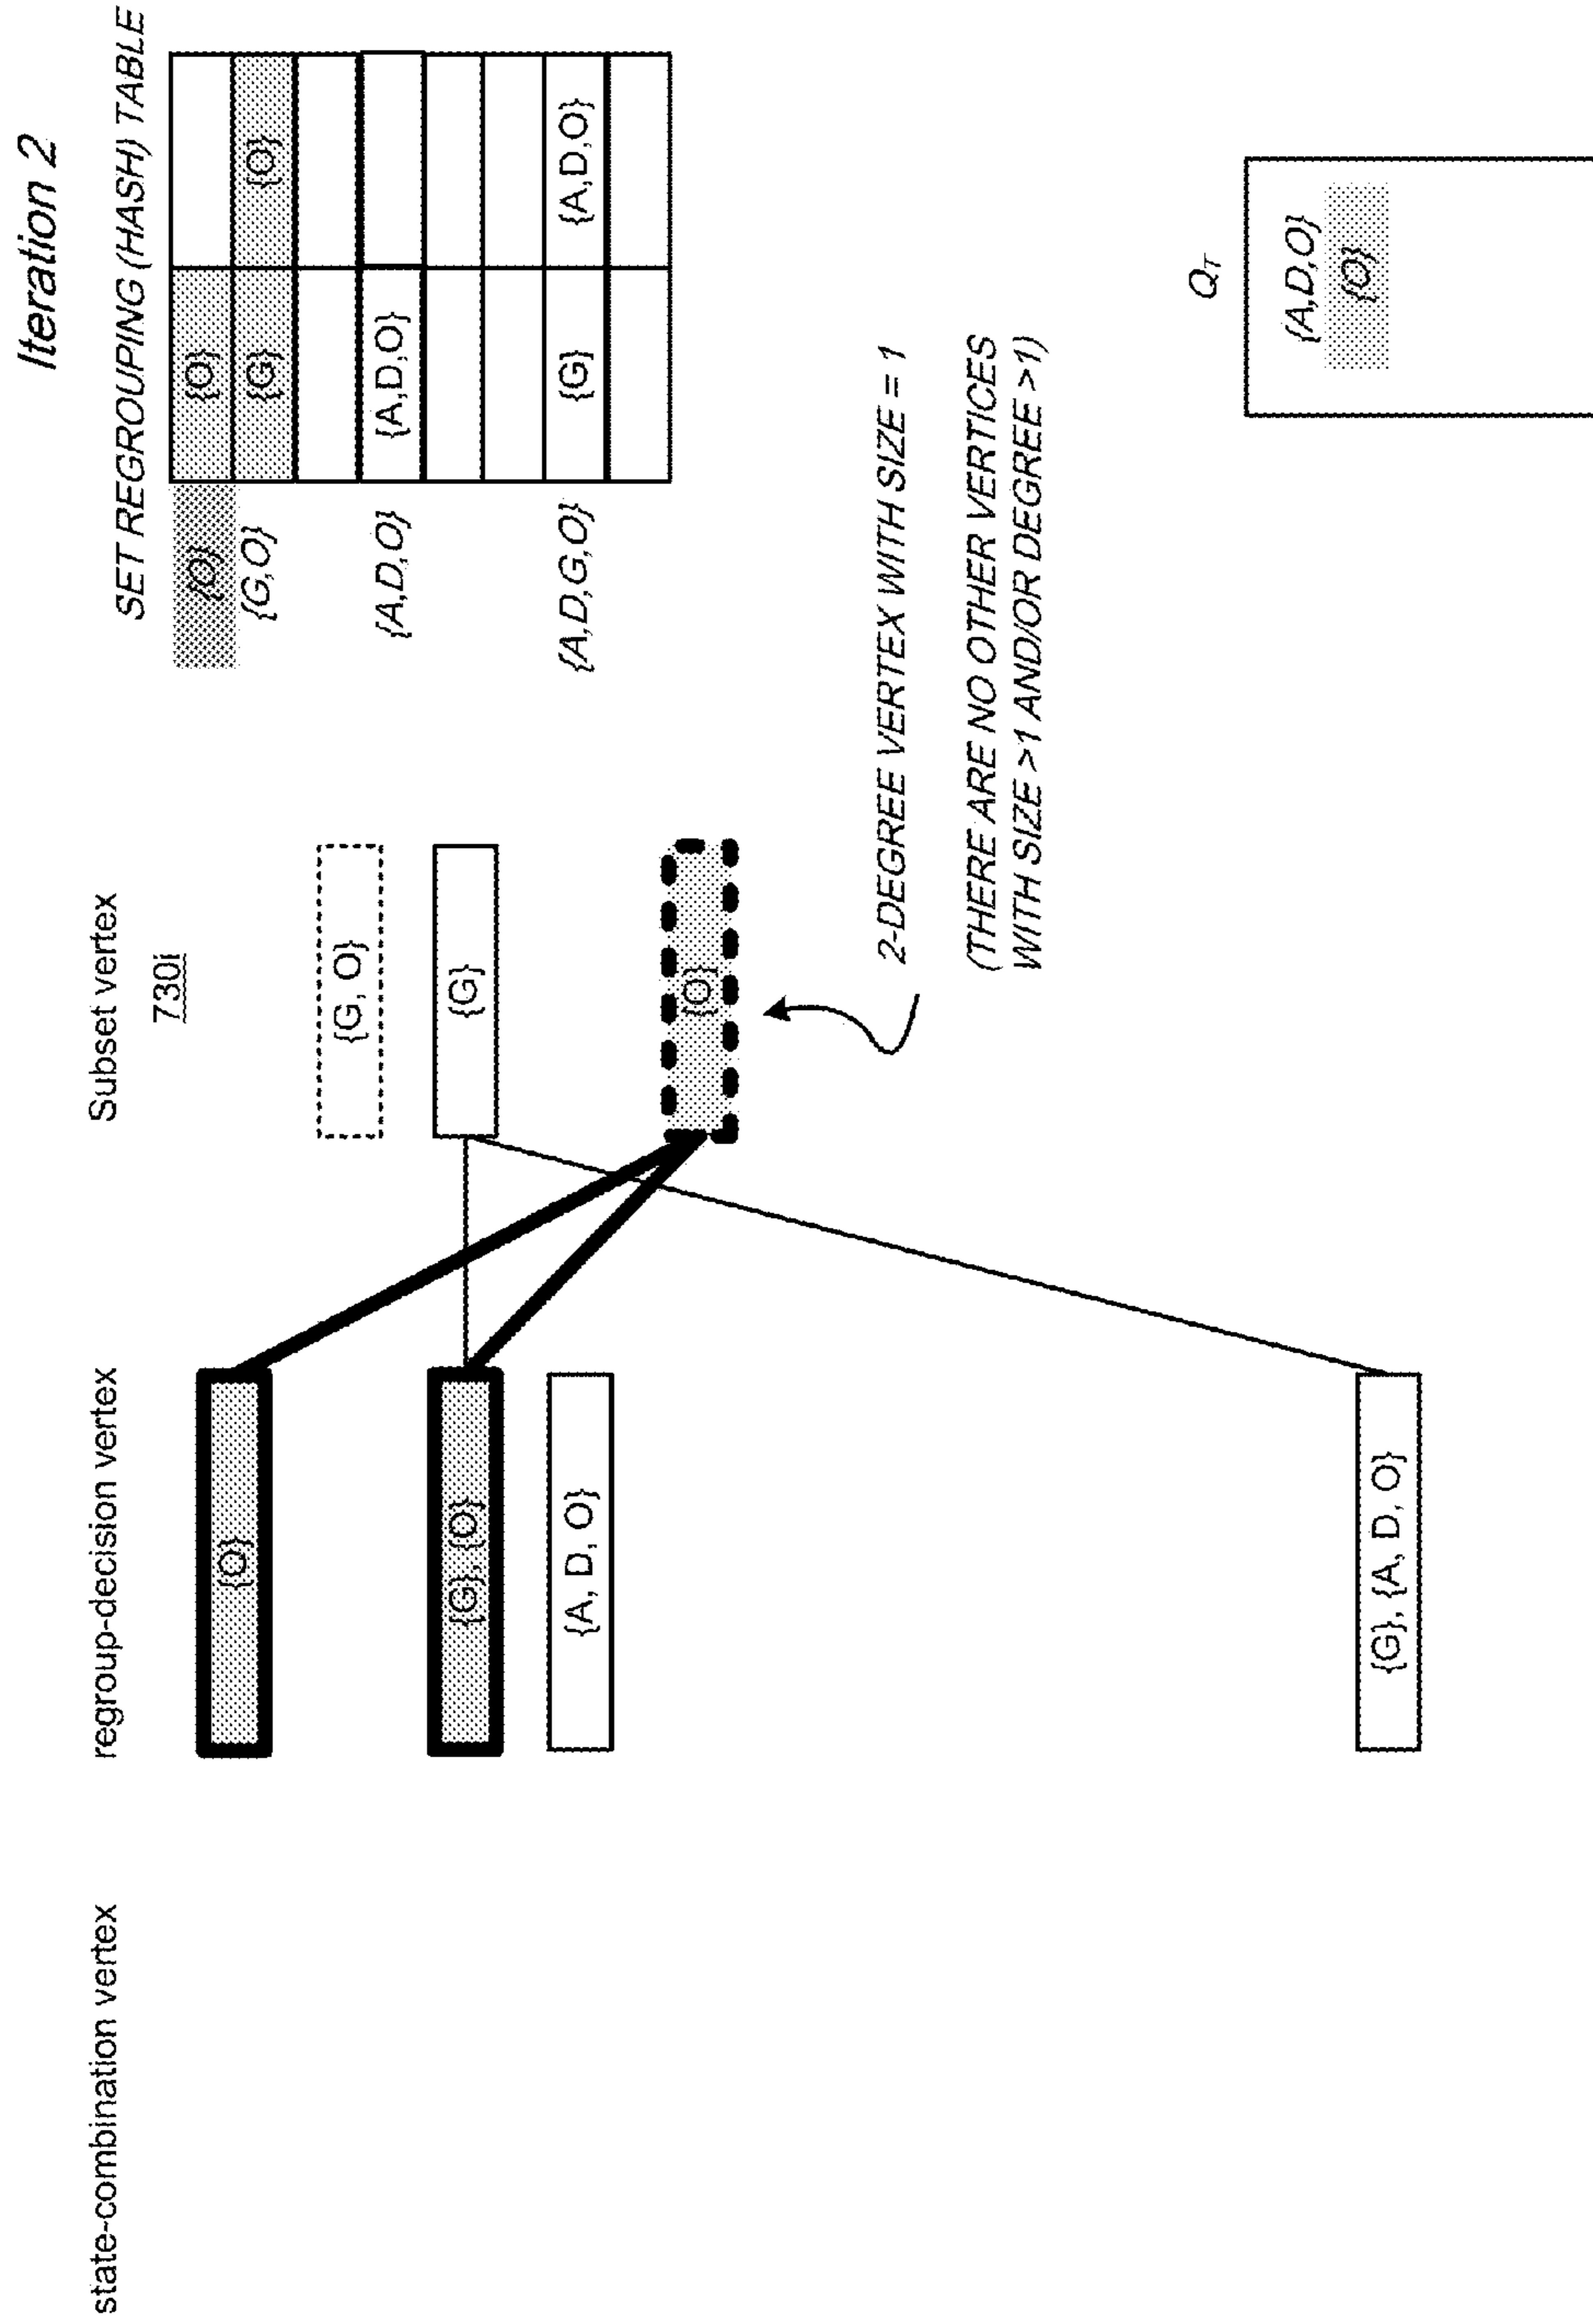 Iteration 2
state-combination vertex
regroup-decision vertex
Subset vertex
730i
SET REGROUPING (HASH) TABLE
{O}
{G}, {O}
{A, D, O}
{G}, {A, D, O}
{G, O}
{G}
{O}
{O}
{O}
{G,O}
{G}
{O}
{A,D,O}
{A,D,O}
{A,D,G,O}
{G}
{A,D,O}
2-DEGREE VERTEX WITH SIZE = 1
(THERE ARE NO OTHER VERTICES
WITH SIZE >1 AND/OR DEGREE >1)
QT
{A,D,O}
{O}